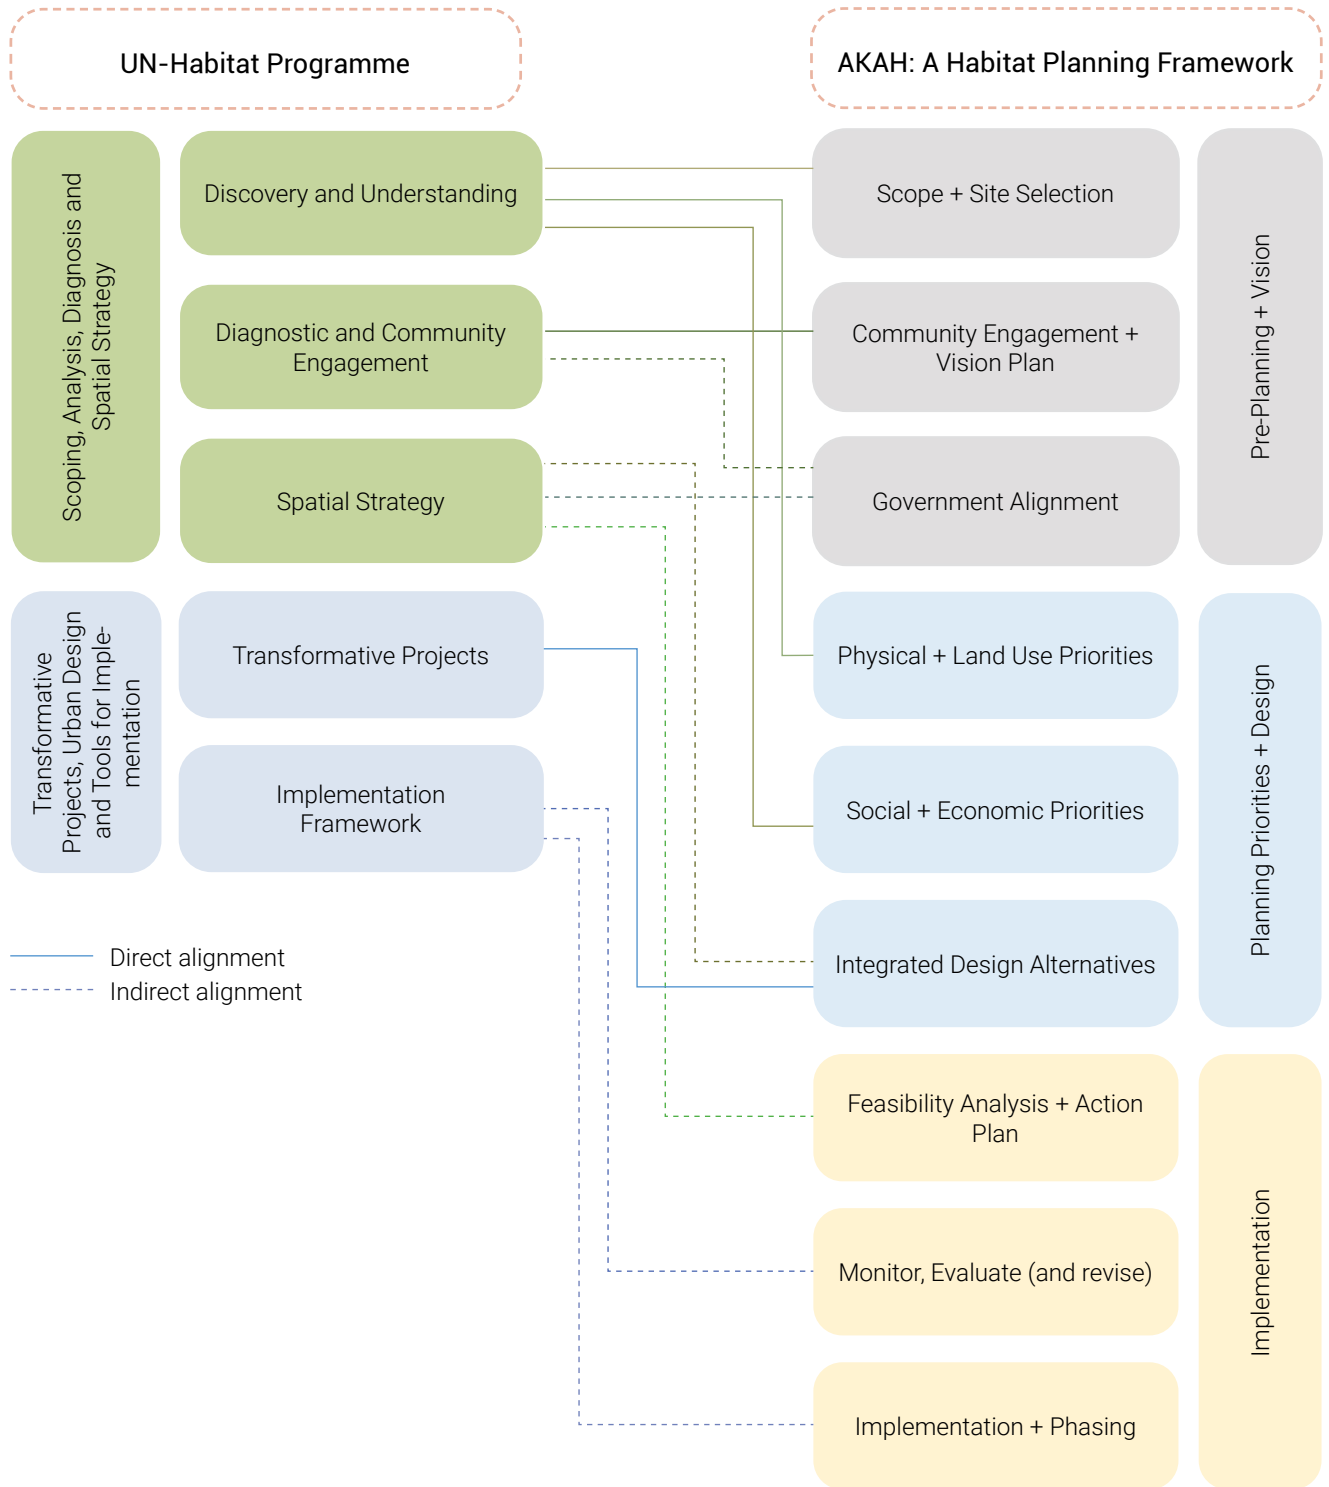 UN-Habitat Programme
AKAH: A Habitat Planning Framework
Scoping, Analysis, Diagnosis and
Spatial Strategy
Discovery and Understanding
Diagnostic and Community
Engagement
Spatial Strategy
Transformative
Projects, Urban Design
and Tools for Imple-
mentation
Transformative Projects
Implementation
Framework
Direct alignment
Indirect alignment
Scope + Site Selection
Community Engagement +
Vision Plan
Government Alignment
Pre-Planning + Vision
Physical + Land Use Priorities
Social + Economic Priorities
Integrated Design Alternatives
Planning Priorities + Design
Feasibility Analysis + Action
Plan
Monitor, Evaluate (and revise)
Implementation + Phasing
Implementation